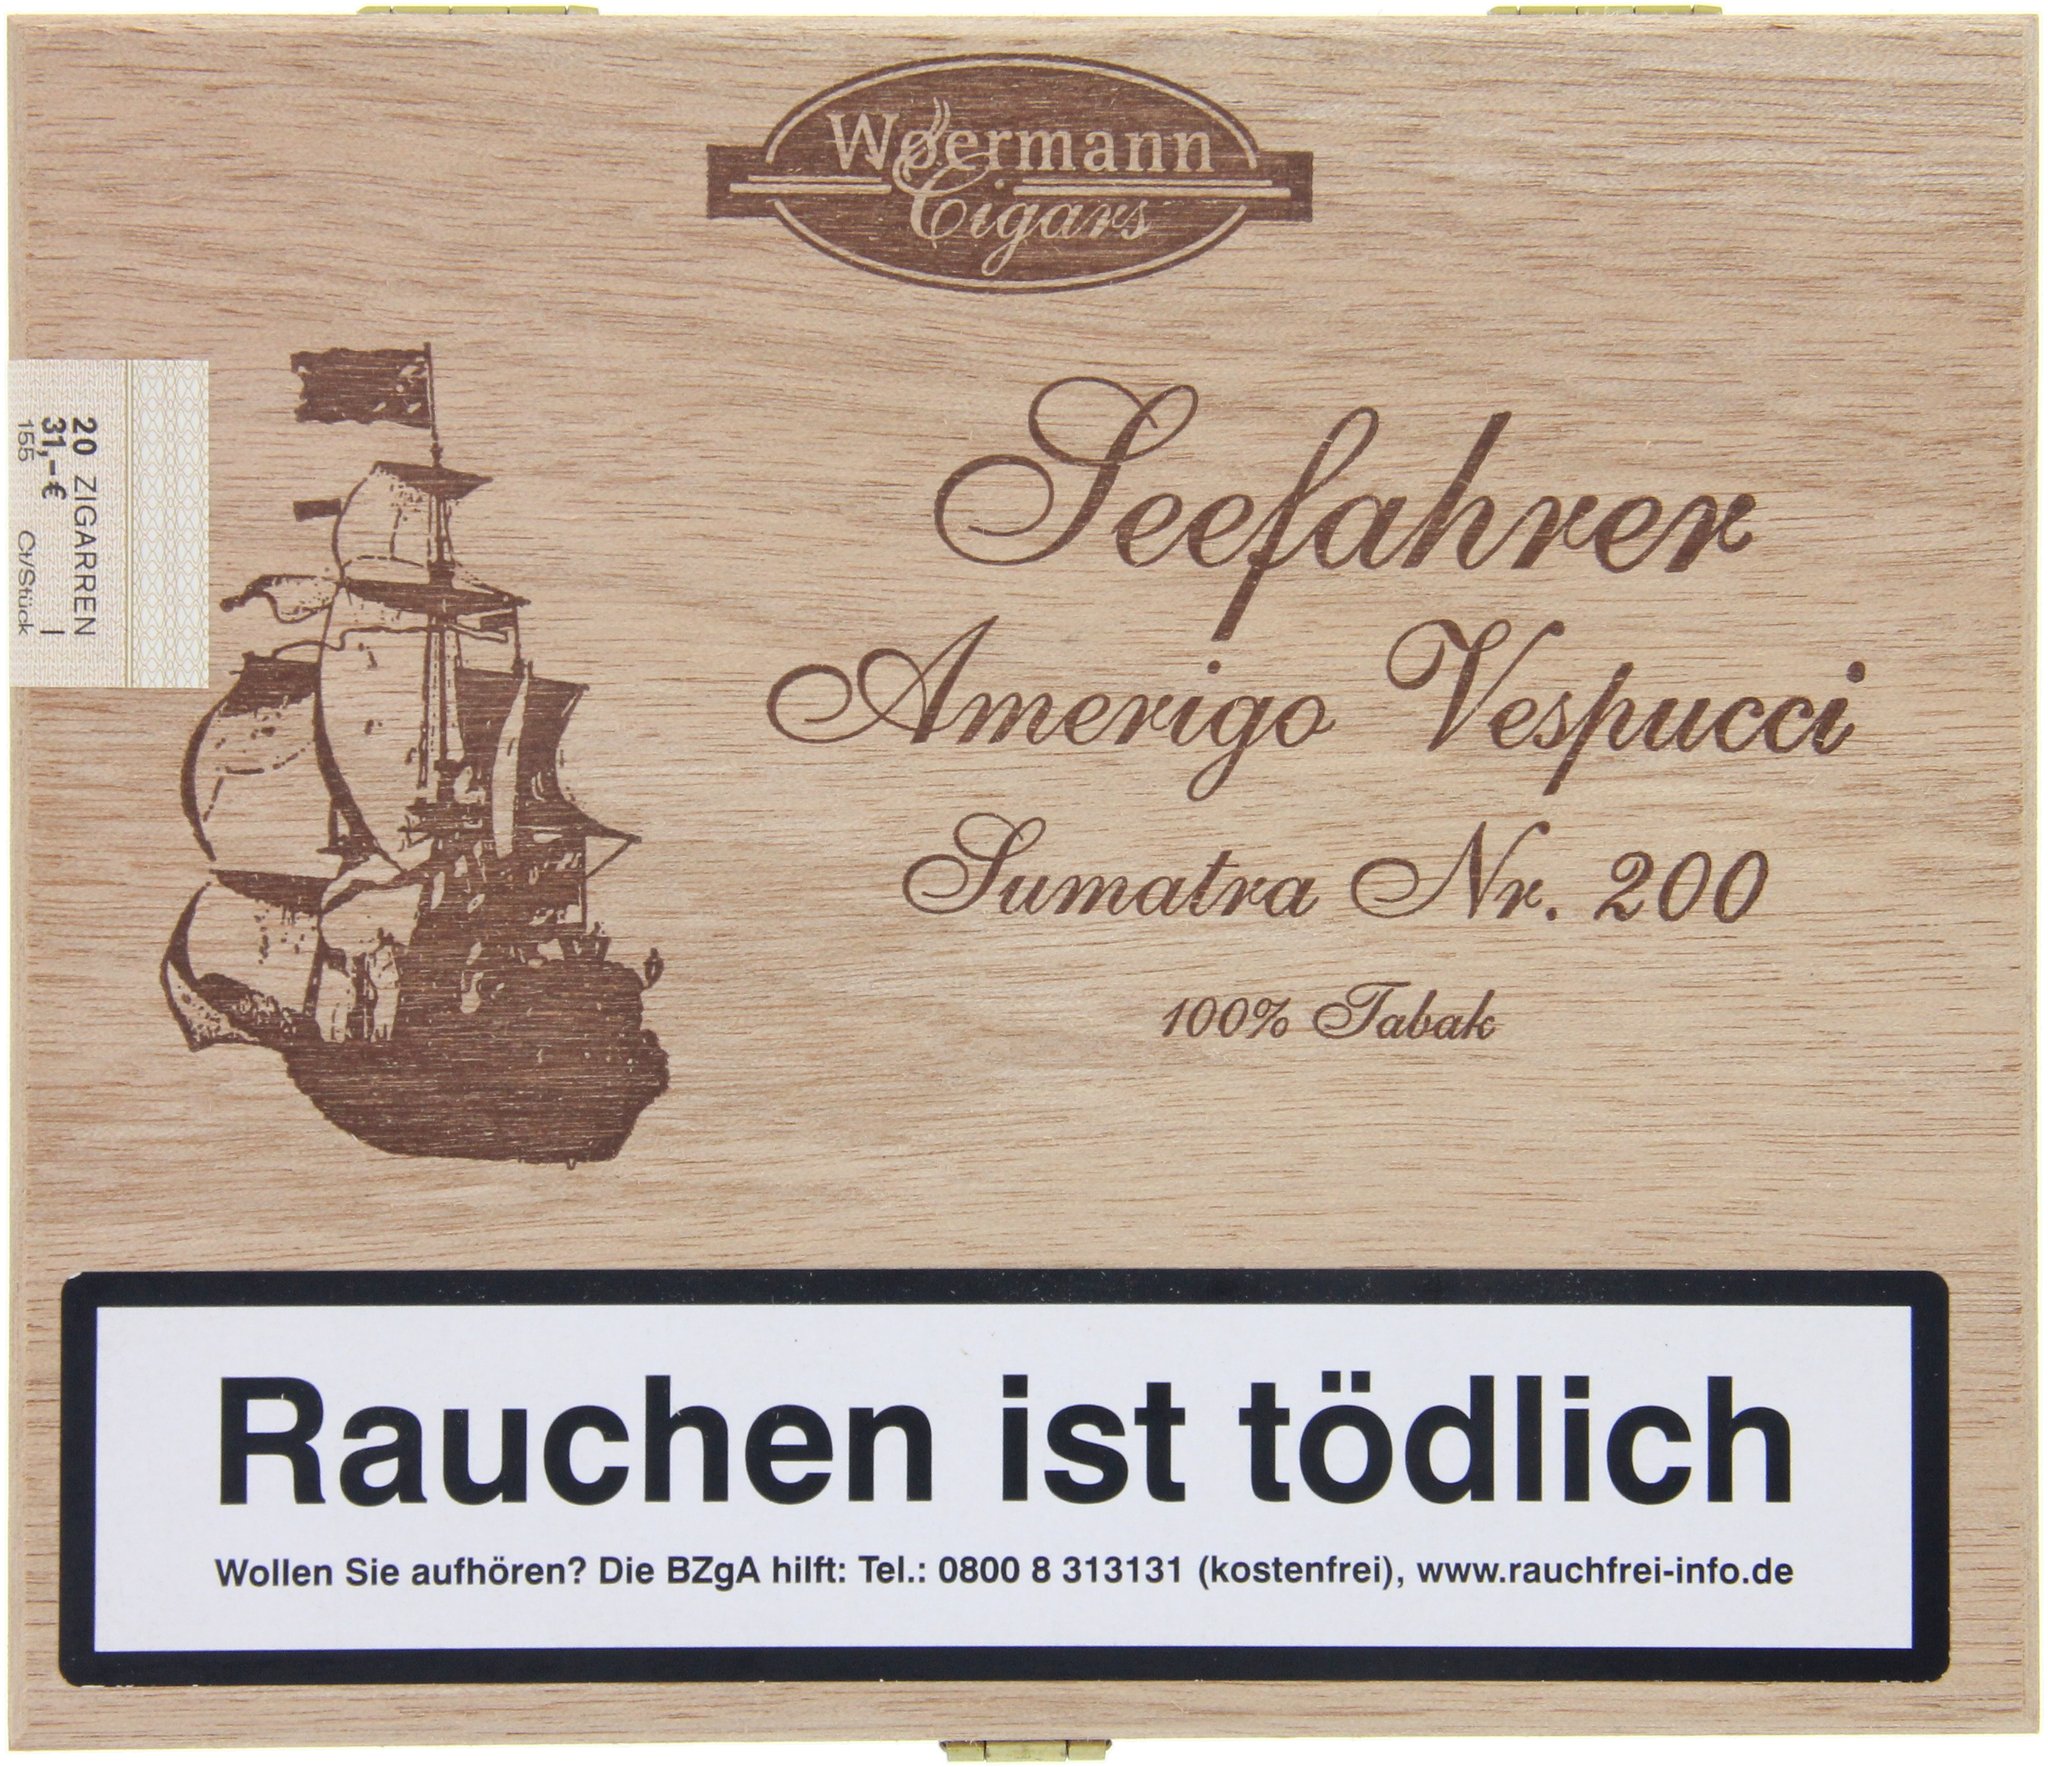 Woermann
Cigars
20 ZIGARREN
31,-€ I
155 Ct/Stück
Seefahrer
Amerigo Vespucci
Sumatra Nr. 200
100% Tabak
Rauchen ist tödlich
Wollen Sie aufhören? Die BZgA hilft: Tel.: 0800 8 313131 (kostenfrei), www.rauchfrei-info.de